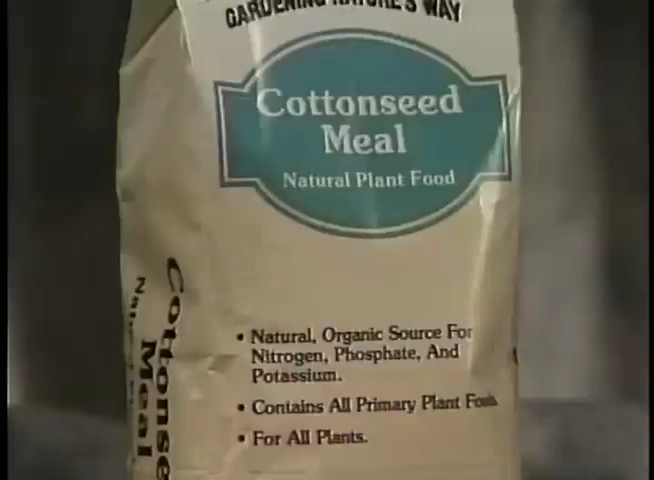 GARDENING NATURE'S WAY
Cottonseed
Meal
Natural Plant Food
• Natural, Organic Source For
Nitrogen, Phosphate, And
Potassium.
• Contains All Primary Plant Foods
• For All Plants.
Cottonse
Meal